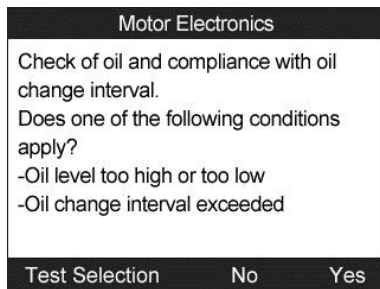 Motor Electronics
Check of oil and compliance with oil
change interval.
Does one of the following conditions
apply?
-Oil level too high or too low
-Oil change interval exceeded
Test Selection No Yes